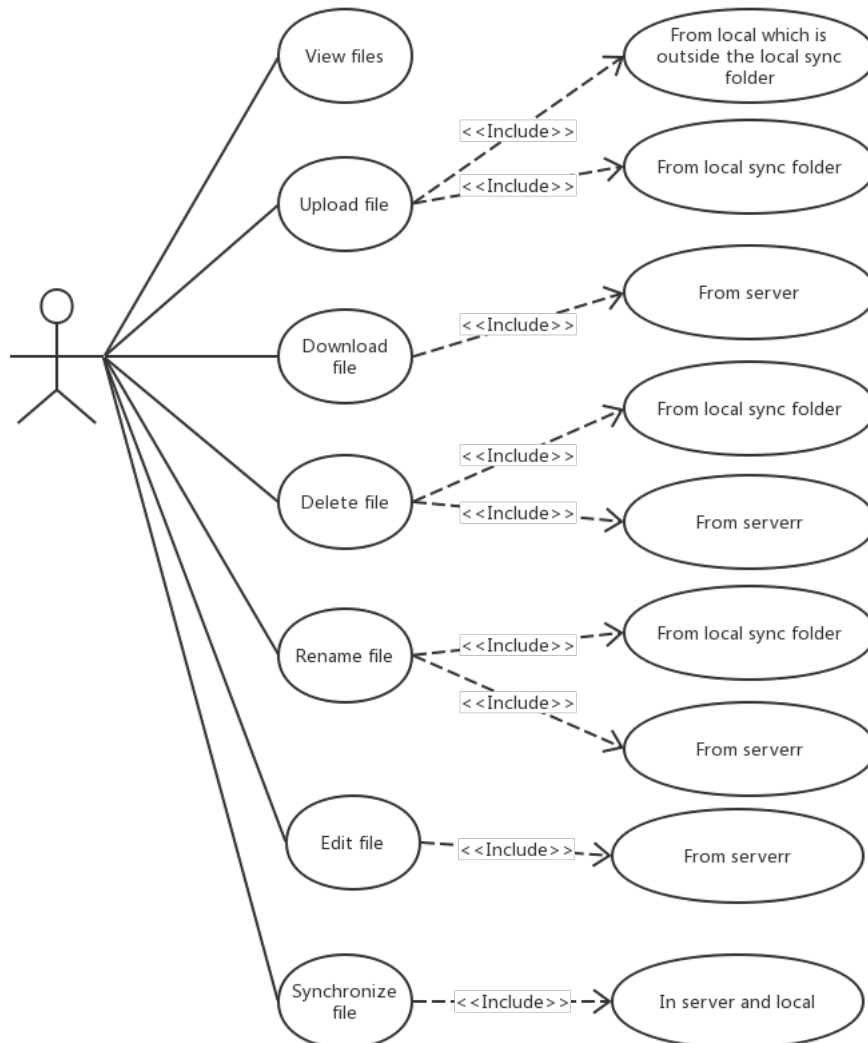 View files
From local which is
outside the local sync
folder
<<Include>>
Upload file
<<Include>>
From local sync folder
Download
file
<<Include>>
From server
Delete file
<<Include>>
From local sync folder
<<Include>>
From serverr
Rename file
<<Include>>
From local sync folder
<<Include>>
From serverr
Edit file
<<Include>>
From serverr
Synchronize
file
<<Include>>
In server and local